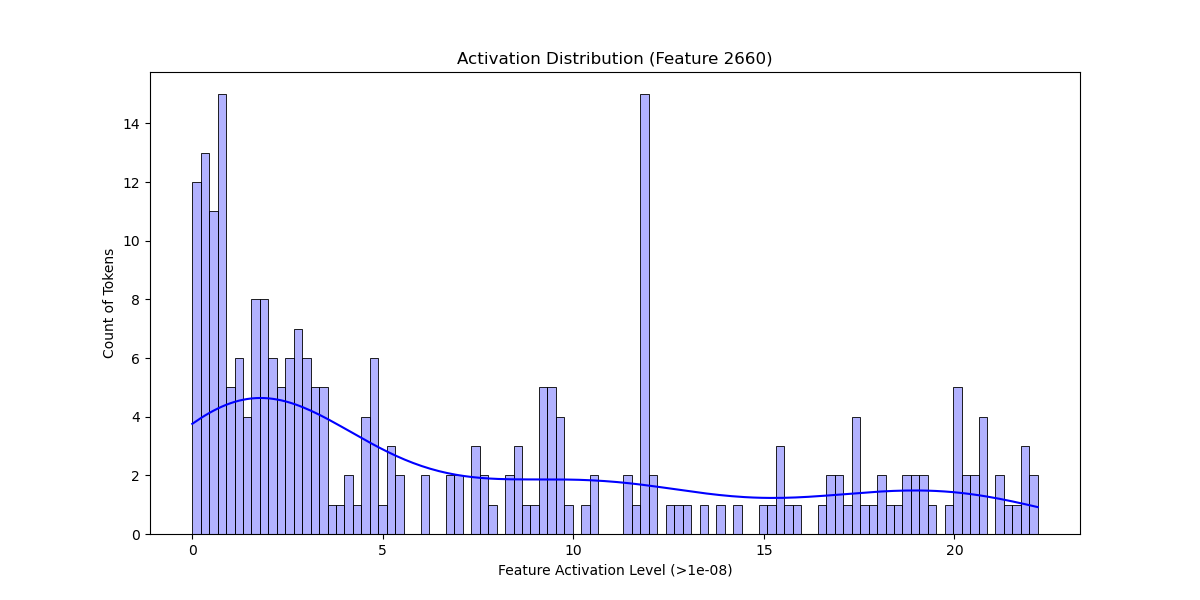 Activation Distribution (Feature 2660)
Count of Tokens
14
12
10
8
6
4
2
0
0 5 10 15 20
Feature Activation Level (>1e-08)